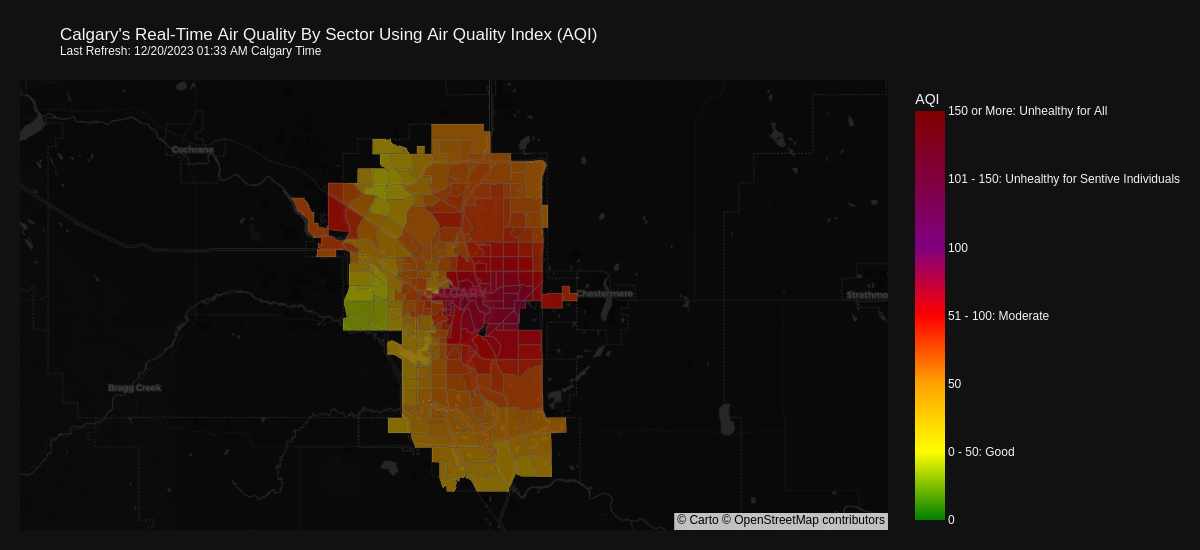 Calgary's Real-Time Air Quality By Sector Using Air Quality Index (AQI)
Last Refresh: 12/20/2023 01:33 AM Calgary Time
AQI
150 or More: Unhealthy for All
101 - 150: Unhealthy for Sentive Individuals
100
51 - 100: Moderate
50
0 - 50: Good
0
Cochrane
CALGARY
Chestermere
Strathmo
Bragg Creek
© Carto © OpenStreetMap contributors